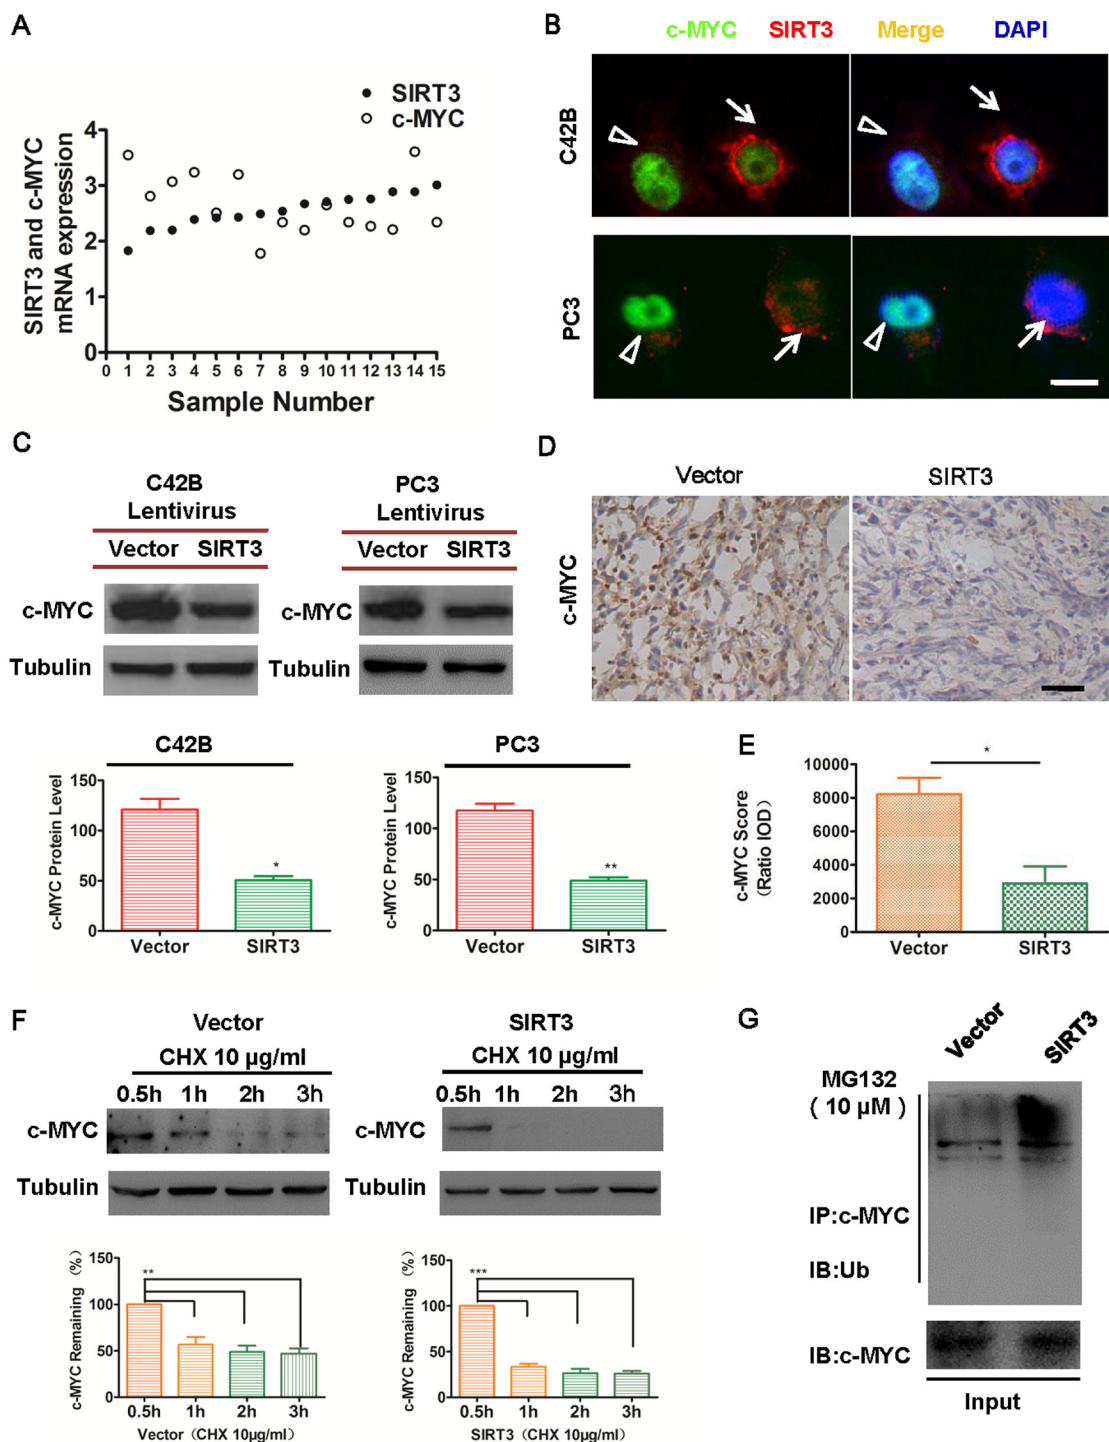 A
SIRT3
c-MYC
SIRT3 and c-MYC
mRNA expression
4
3
2
1
0
0 1 2 3 4 5 6 7 8 9 10 11 12 13 14 15
Sample Number
B
c-MYC SIRT3 Merge DAPI
C42B
PC3
C
C42B
Lentivirus
Vector SIRT3
c-MYC
Tubulin
PC3
Lentivirus
Vector SIRT3
c-MYC
Tubulin
C42B
c-MYC Protein Level
150
100
50
0
*
Vector SIRT3
PC3
c-MYC Protein Level
150
100
50
0
**
Vector SIRT3
D
Vector SIRT3
c-MYC
E
*
c-MYC Score
(Ratio IOD)
10000
8000
6000
4000
2000
0
Vector SIRT3
F
Vector
CHX 10 μg/ml
0.5h 1h 2h 3h
c-MYC
Tubulin
SIRT3
CHX 10 μg/ml
0.5h 1h 2h 3h
c-MYC
Tubulin
c-MYC Remaining (%)
150
100
50
0
**
0.5h 1h 2h 3h
Vector (CHX 10μg/ml)
c-MYC Remaining (%)
150
100
50
0
***
0.5h 1h 2h 3h
SIRT3 (CHX 10μg/ml)
G
Vector SIRT3
MG132
( 10 μM )
IP:c-MYC
IB:Ub
IB:c-MYC
Input